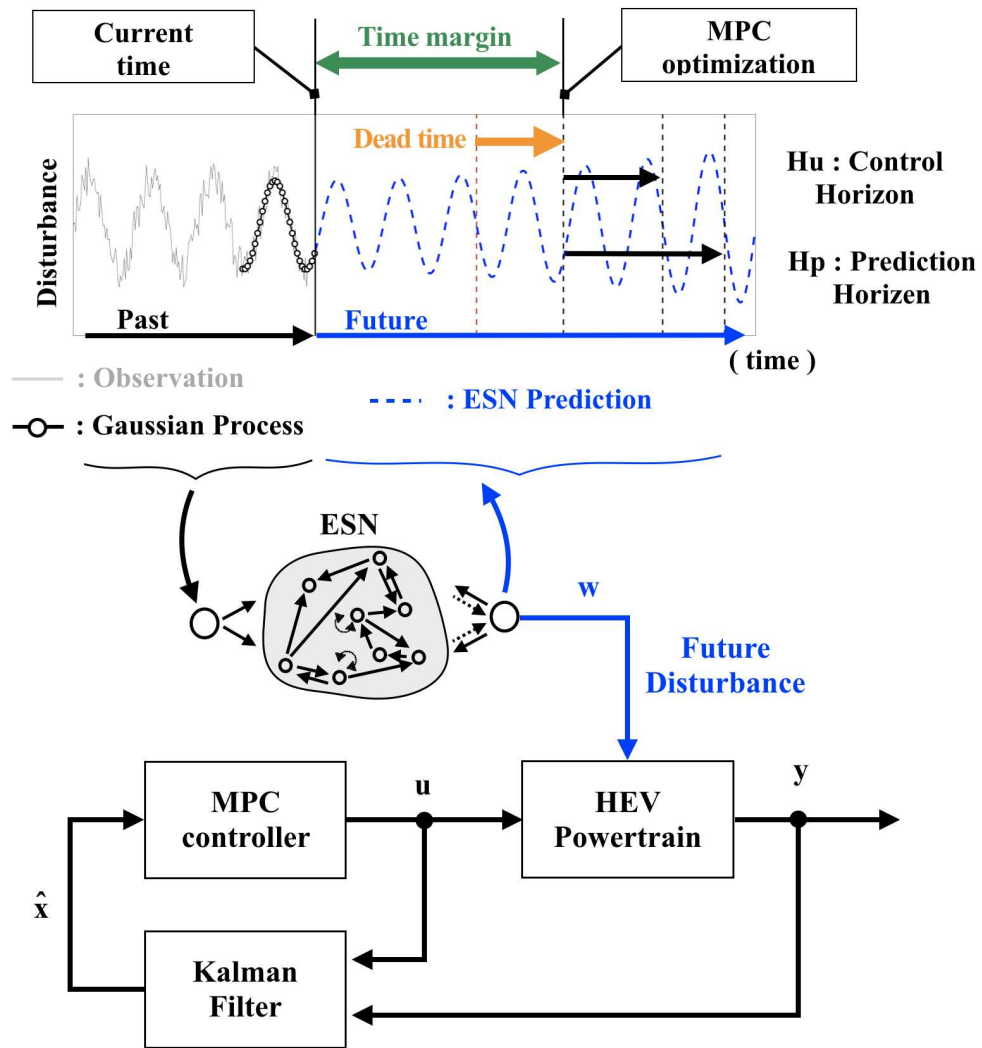 Current
time
Time margin
MPC
optimization
Dead time
Disturbance
Hu : Control
Horizon
Hp : Prediction
Horizen
Past
Future
( time )
: Observation
: ESN Prediction
: Gaussian Process
ESN
w
Future
Disturbance
MPC
controller
u
HEV
Powertrain
y
x̂
Kalman
Filter